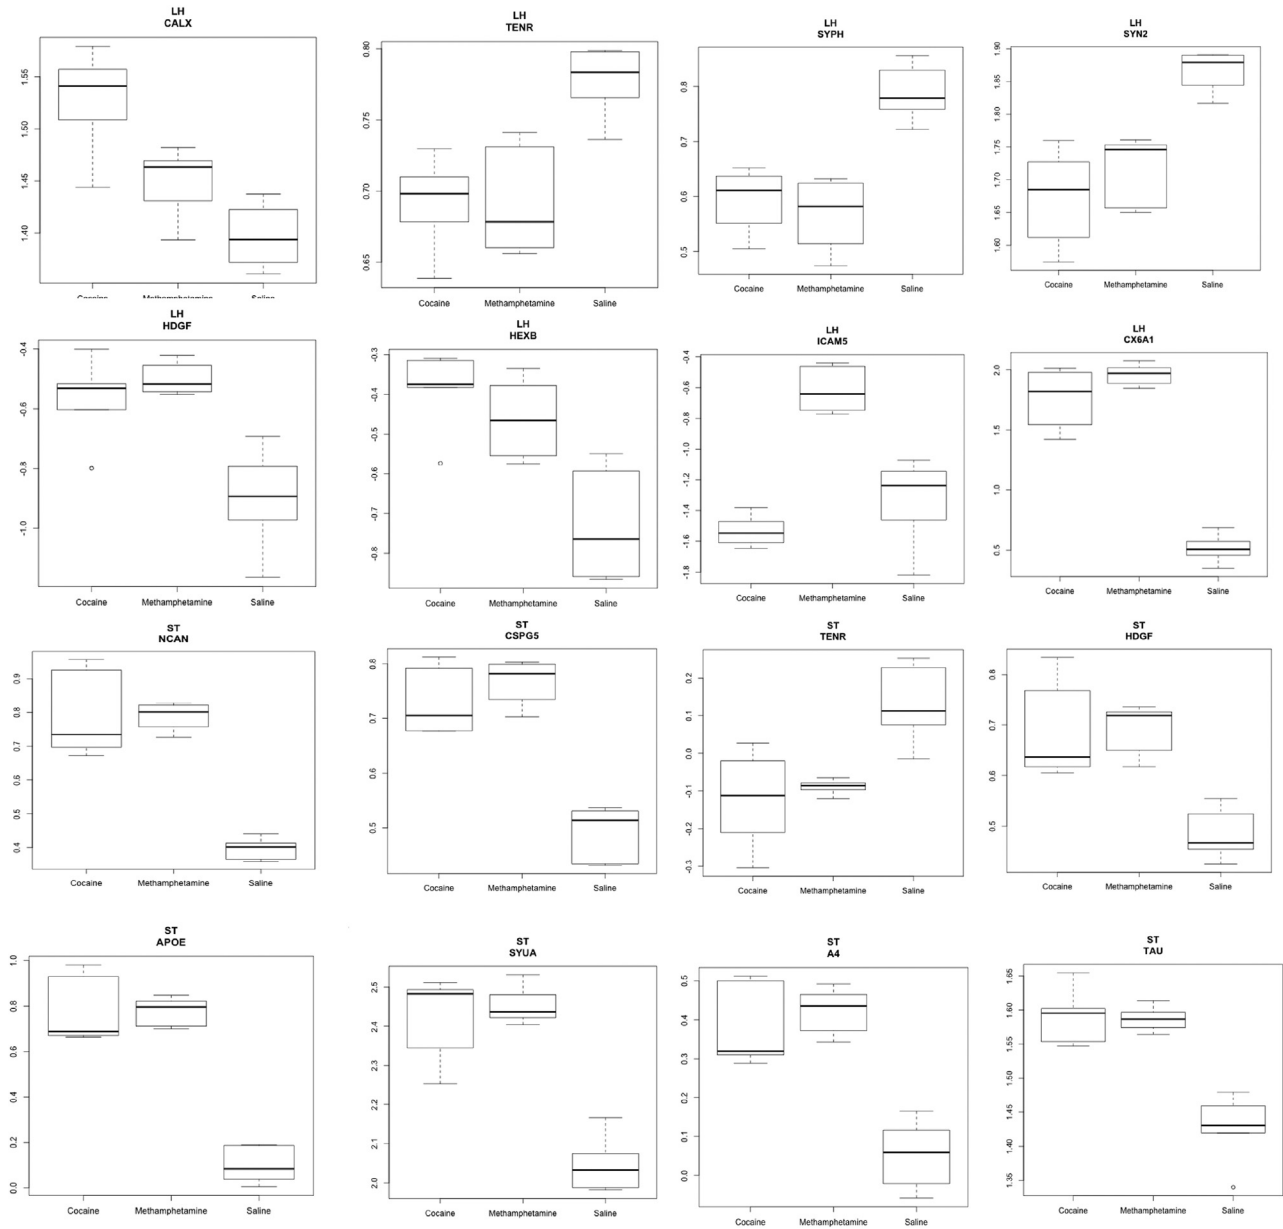 LH
CALX
1.55
1.50
1.45
1.40
Cocaine Methamphetamine Saline
LH
TENR
0.80
0.75
0.70
0.65
Cocaine Methamphetamine Saline
LH
SYPH
0.8
0.7
0.6
0.5
Cocaine Methamphetamine Saline
LH
SYN2
1.90
1.85
1.80
1.75
1.70
1.65
1.60
Cocaine Methamphetamine Saline
LH
HDGF
-0.4
-0.6
-0.8
-1.0
Cocaine Methamphetamine Saline
LH
HEXB
-0.3
-0.4
-0.5
-0.6
-0.7
-0.8
Cocaine Methamphetamine Saline
LH
ICAM5
-0.4
-0.6
-0.8
-1.0
-1.2
-1.4
-1.6
-1.8
Cocaine Methamphetamine Saline
LH
CX6A1
2.0
1.5
1.0
0.5
Cocaine Methamphetamine Saline
ST
NCAN
0.9
0.8
0.7
0.6
0.5
0.4
Cocaine Methamphetamine Saline
ST
CSPG5
0.8
0.7
0.6
0.5
Cocaine Methamphetamine Saline
ST
TENR
0.2
0.1
0.0
-0.1
-0.2
-0.3
Cocaine Methamphetamine Saline
ST
HDGF
0.8
0.7
0.6
0.5
Cocaine Methamphetamine Saline
ST
APOE
1.0
0.8
0.6
0.4
0.2
0.0
Cocaine Methamphetamine Saline
ST
SYUA
2.5
2.4
2.3
2.2
2.1
2.0
Cocaine Methamphetamine Saline
ST
A4
0.5
0.4
0.3
0.2
0.1
0.0
Cocaine Methamphetamine Saline
ST
TAU
1.65
1.60
1.55
1.50
1.45
1.40
1.35
Cocaine Methamphetamine Saline